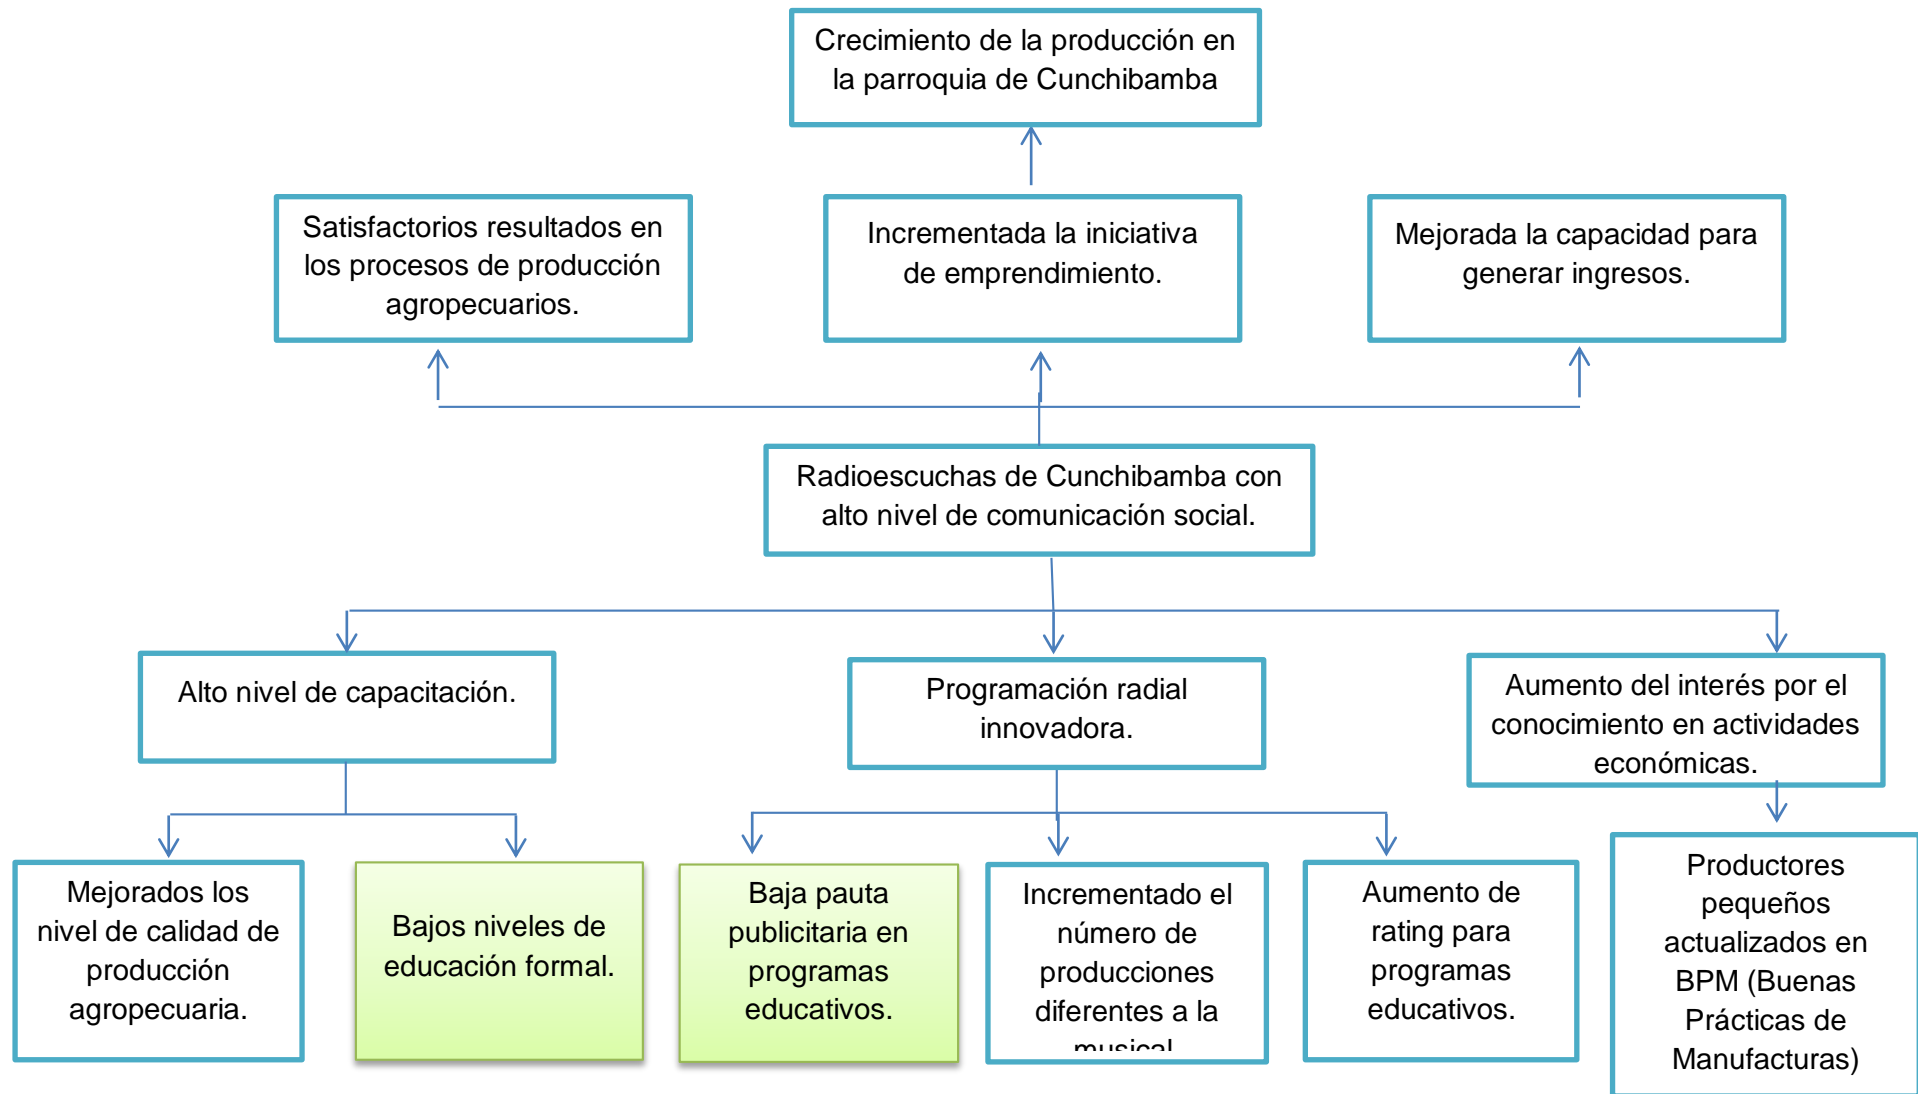 Crecimiento de la producción en
la parroquia de Cunchibamba
Satisfactorios resultados en
los procesos de producción
agropecuarios.
Incrementada la iniciativa
de emprendimiento.
Mejorada la capacidad para
generar ingresos.
Radioescuchas de Cunchibamba con
alto nivel de comunicación social.
Alto nivel de capacitación.
Programación radial
innovadora.
Aumento del interés por el
conocimiento en actividades
económicas.
Mejorados los
nivel de calidad de
producción
agropecuaria.
Bajos niveles de
educación formal.
Baja pauta
publicitaria en
programas
educativos.
Incrementado el
número de
producciones
diferentes a la
musical
Aumento de
rating para
programas
educativos.
Productores
pequeños
actualizados en
BPM (Buenas
Prácticas de
Manufacturas)